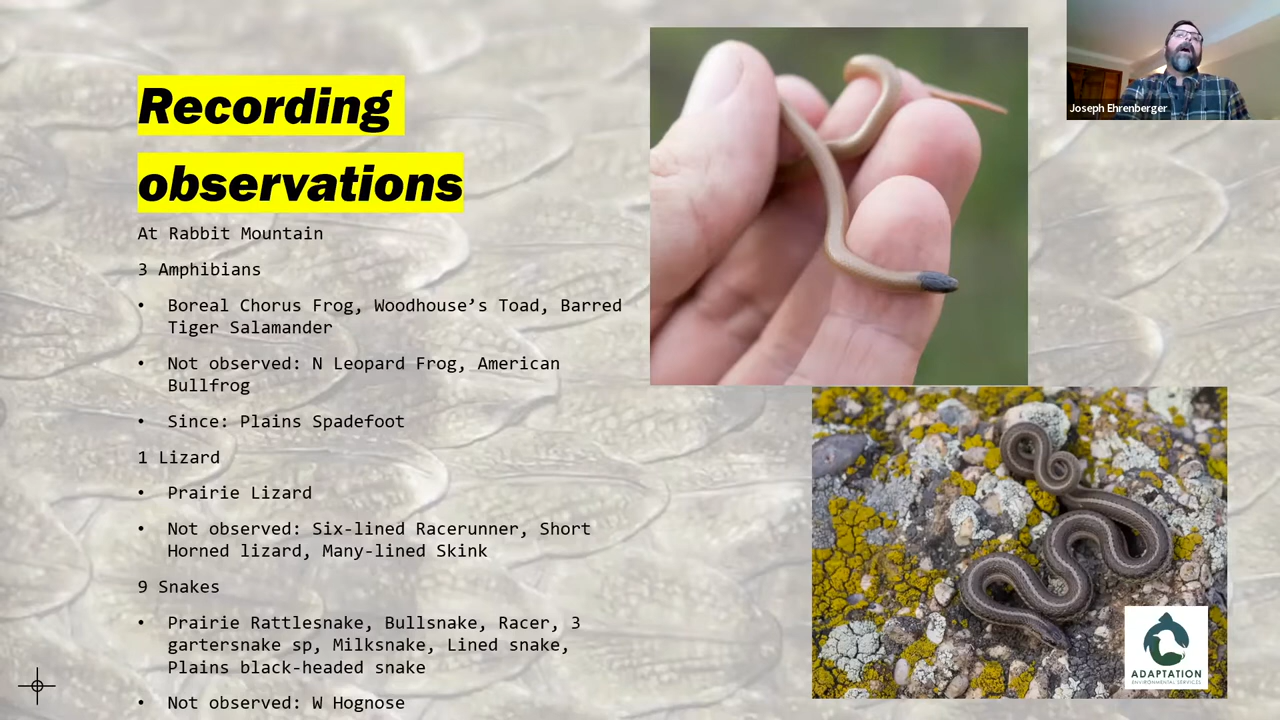 Recording
observations
At Rabbit Mountain
3 Amphibians
• Boreal Chorus Frog, Woodhouse’s Toad, Barred
Tiger Salamander
• Not observed: N Leopard Frog, American
Bullfrog
• Since: Plains Spadefoot
1 Lizard
• Prairie Lizard
• Not observed: Six-lined Racerunner, Short
Horned lizard, Many-lined Skink
9 Snakes
• Prairie Rattlesnake, Bullsnake, Racer, 3
gartersnake sp, Milksnake, Lined snake,
Plains black-headed snake
• Not observed: W Hognose
Joseph Ehrenberger
ADAPTATION
ENVIRONMENTAL SERVICES